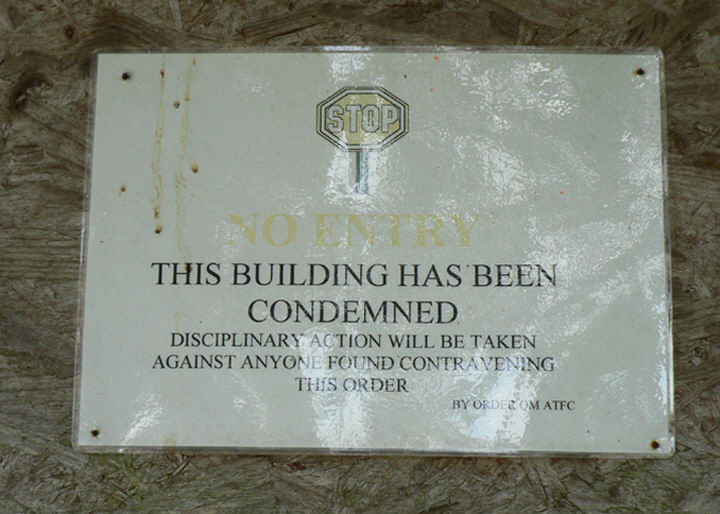 STOP
NO ENTRY
THIS BUILDING HAS BEEN
CONDEMNED
DISCIPLINARY ACTION WILL BE TAKEN
AGAINST ANYONE FOUND CONTRAVENING
THIS ORDER
BY ORDER QM ATFC